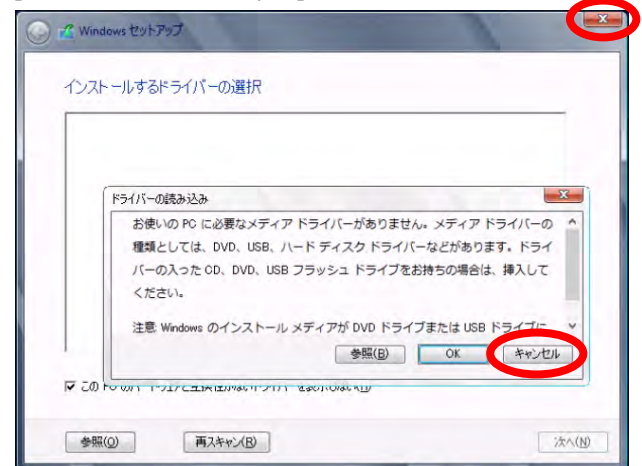 Windows セットアップ
インストールするドライバーの選択
ドライバーの読み込み
お使いの PC に必要なメディア ドライバーがありません。メディア ドライバーの
種類としては、DVD、USB、ハード ディスク ドライバーなどがあります。ドライ
バーの入った CD、DVD、USB フラッシュ ドライブをお持ちの場合は、挿入して
ください。
注意: Windows のインストール メディアが DVD ドライブまたは USB ドライブに
参照(B) OK キャンセル
この
参照(O) 再スキャン(R) 次へ(N)